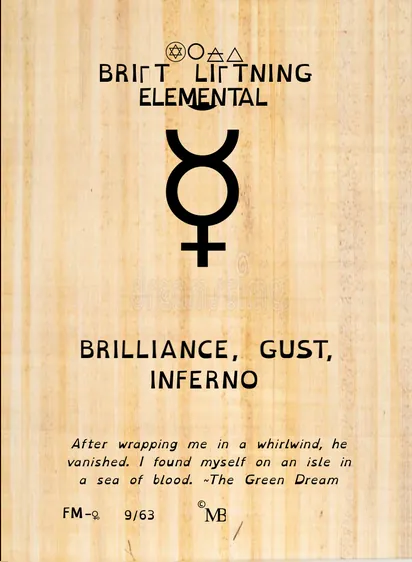 BRIΓT LIΓTNING
ELEMENTAL
BRILLIANCE, GUST,
INFERNO
After wrapping me in a whirlwind, he
vanished. I found myself on an isle in
a sea of blood. ~The Green Dream
FM-♀ 9/63 © MB